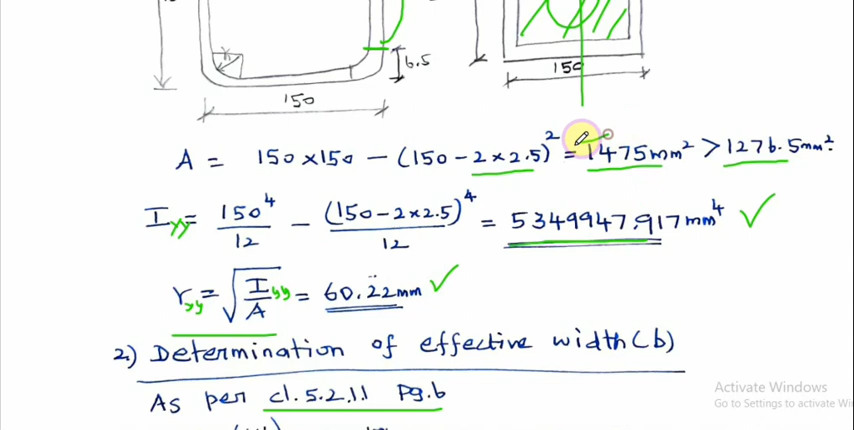 6.5
150
150
A = 150×150 - (150-2×2.5)² = 1475mm² > 1276.5mm²
Iyy = 150⁴/12 - (150-2×2.5)⁴/12 = 5349947.917mm⁴ ✓
ryy = √(Iyy/A) = 60.22mm ✓
2) Determination of effective width (b)
As per cl. 5.2.1.1 Pg. 6
Activate Windows
Go to Settings to activate Wi